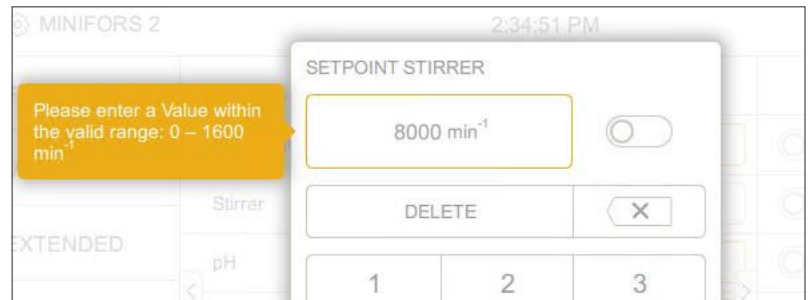 MINIFORS 2
2:34:51 PM
SETPOINT STIRRER
Please enter a Value within
the valid range: 0 – 1600
min⁻¹
8000 min⁻¹
Stirrer
DELETE
EXTENDED
pH
1 2 3